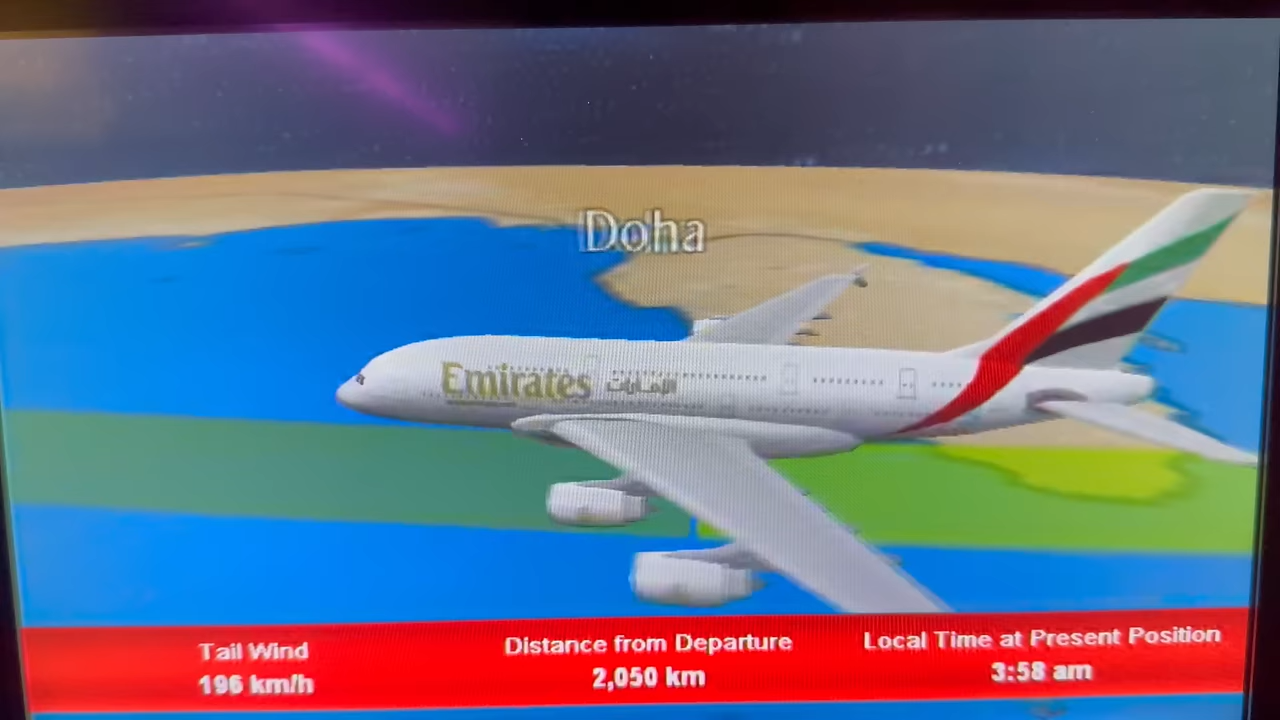 Doha
Emirates الإمارات
Tail Wind
196 km/h
Distance from Departure
2,050 km
Local Time at Present Position
3:58 am